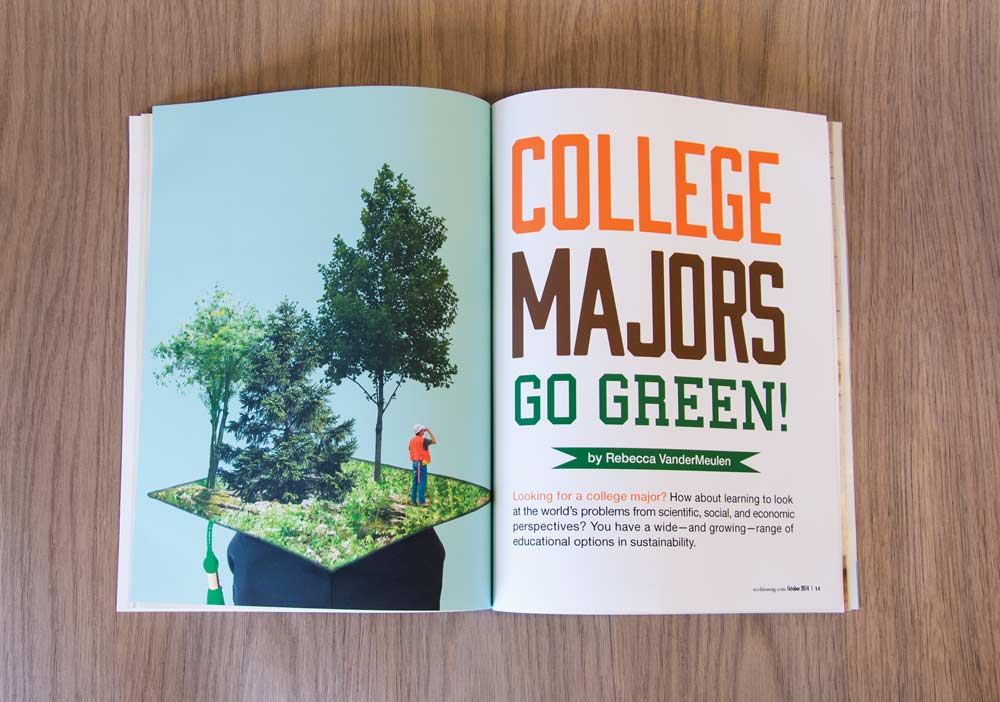 COLLEGE
MAJORS
GO GREEN!
by Rebecca VanderMeulen
Looking for a college major? How about learning to look
at the world's problems from scientific, social, and economic
perspectives? You have a wide—and growing—range of
educational options in sustainability.
October 2014 |